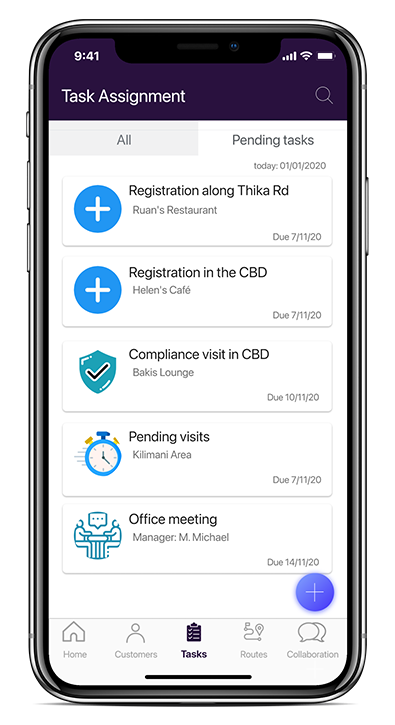 9:41
Task Assignment
All
Pending tasks
today: 01/01/2020
Registration along Thika Rd
Ruan's Restaurant
Due 7/11/20
Registration in the CBD
Helen's Café
Due 7/11/20
Compliance visit in CBD
Bakis Lounge
Due 10/11/20
Pending visits
Kilimani Area
Due 7/11/20
Office meeting
Manager: M. Michael
Due 14/11/20
Home
Customers
Tasks
Routes
Collaboration